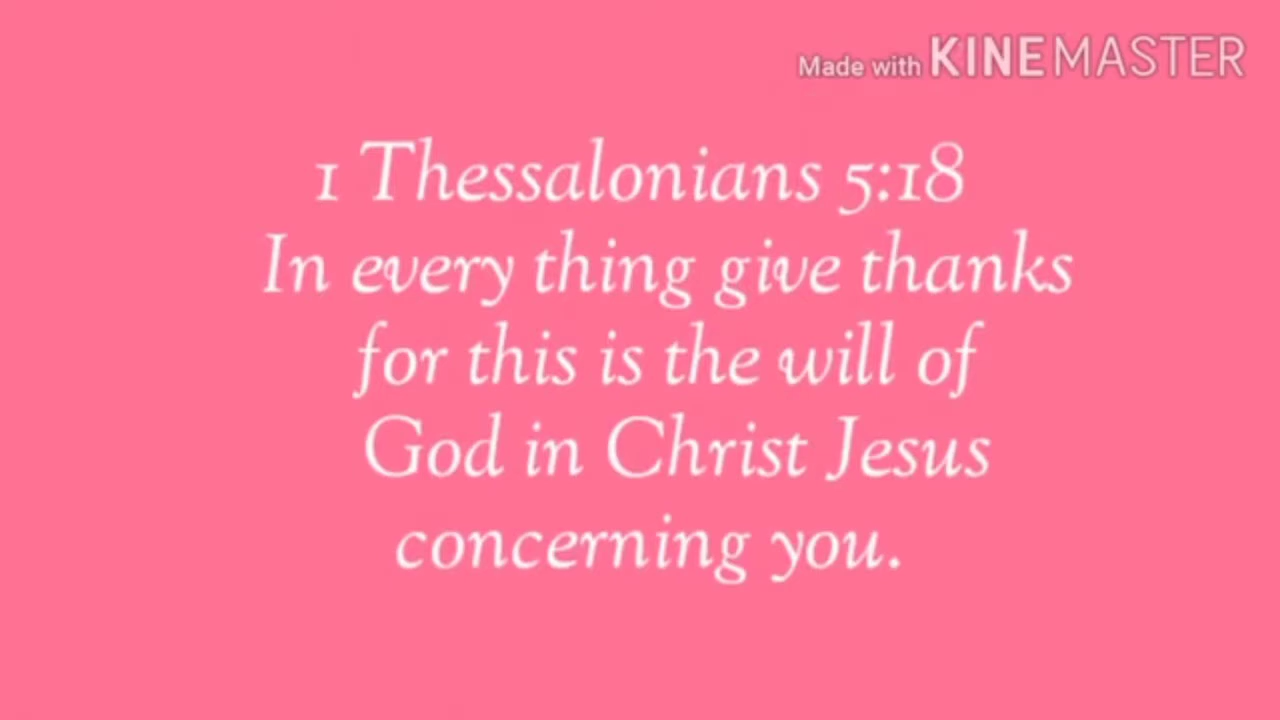 Made with KINEMASTER
1 Thessalonians 5:18
In every thing give thanks
for this is the will of
God in Christ Jesus
concerning you.